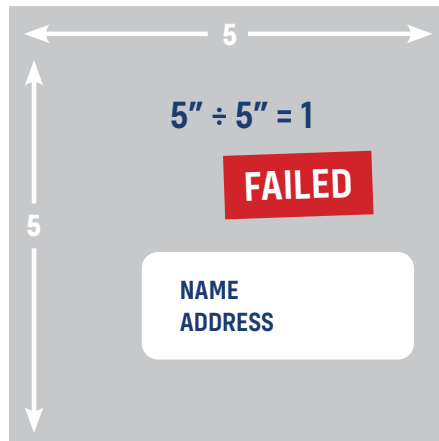 5
5” ÷ 5” = 1
FAILED
5
NAME
ADDRESS